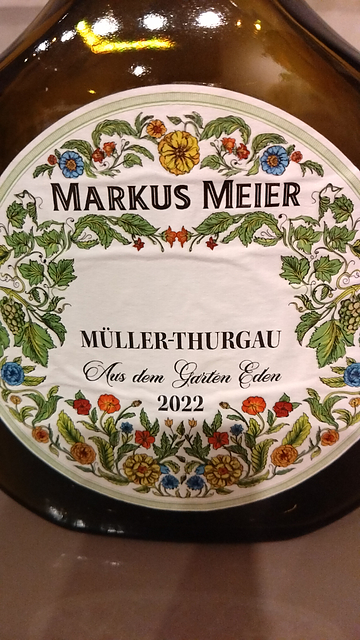 MARKUS MEIER
MÜLLER-THURGAU
Aus dem Garten Eden
2022